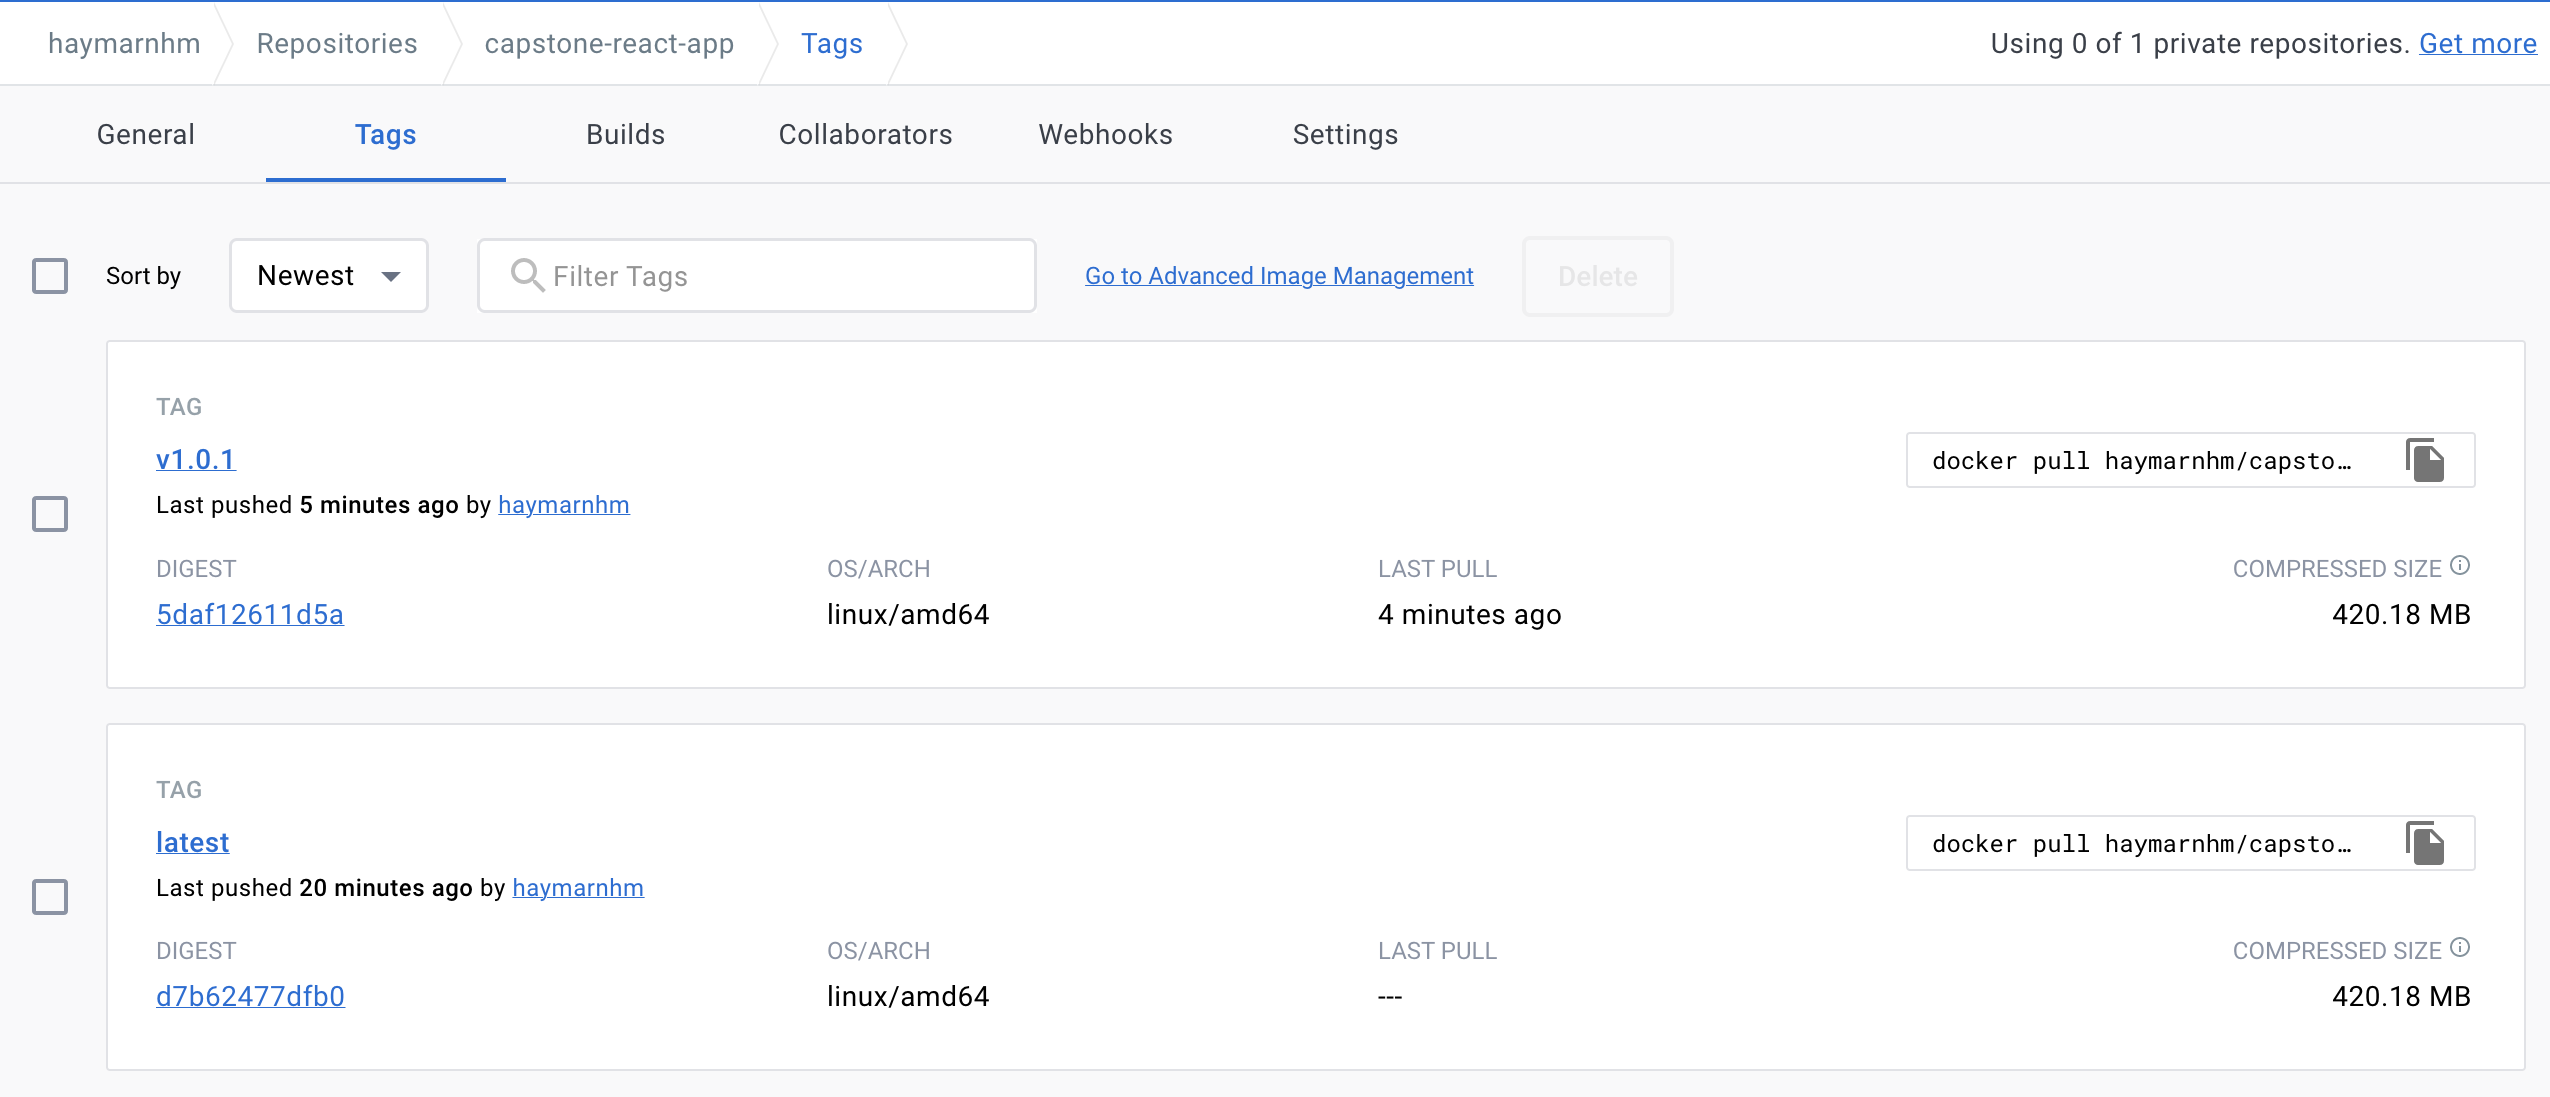 haymarnhm Repositories capstone-react-app Tags Using 0 of 1 private repositories. Get more
General Tags Builds Collaborators Webhooks Settings
Sort by Newest Filter Tags Go to Advanced Image Management Delete
TAG
v1.0.1
docker pull haymarnhm/capsto…
Last pushed 5 minutes ago by haymarnhm
DIGEST OS/ARCH LAST PULL COMPRESSED SIZE
5daf12611d5a linux/amd64 4 minutes ago 420.18 MB
TAG
latest
docker pull haymarnhm/capsto…
Last pushed 20 minutes ago by haymarnhm
DIGEST OS/ARCH LAST PULL COMPRESSED SIZE
d7b62477dfb0 linux/amd64 --- 420.18 MB